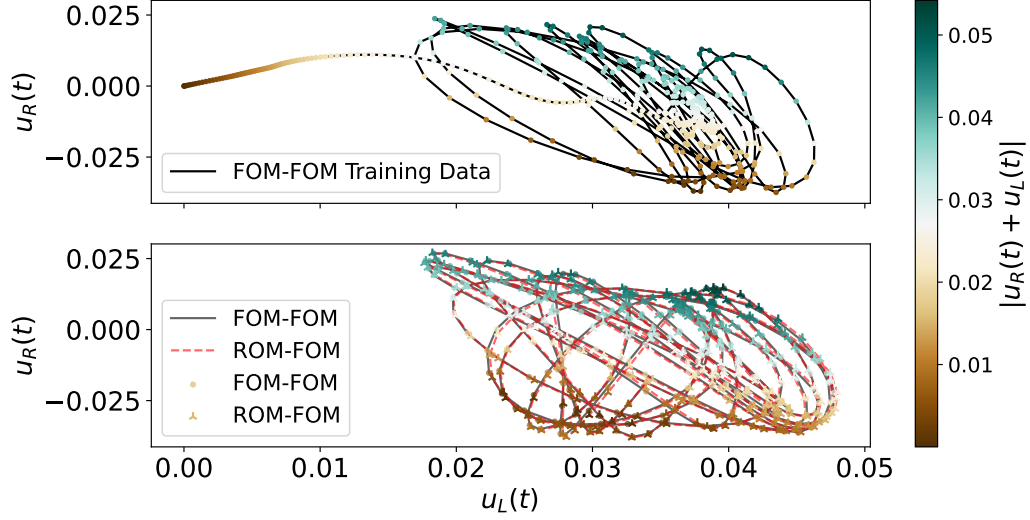 0.025
0.000
−0.025
u_R(t)
FOM-FOM Training Data
0.025
0.000
−0.025
u_R(t)
FOM-FOM
ROM-FOM
FOM-FOM
ROM-FOM
0.00 0.01 0.02 0.03 0.04 0.05
u_L(t)
0.05
0.04
0.03
0.02
0.01
|u_R(t) + u_L(t)|